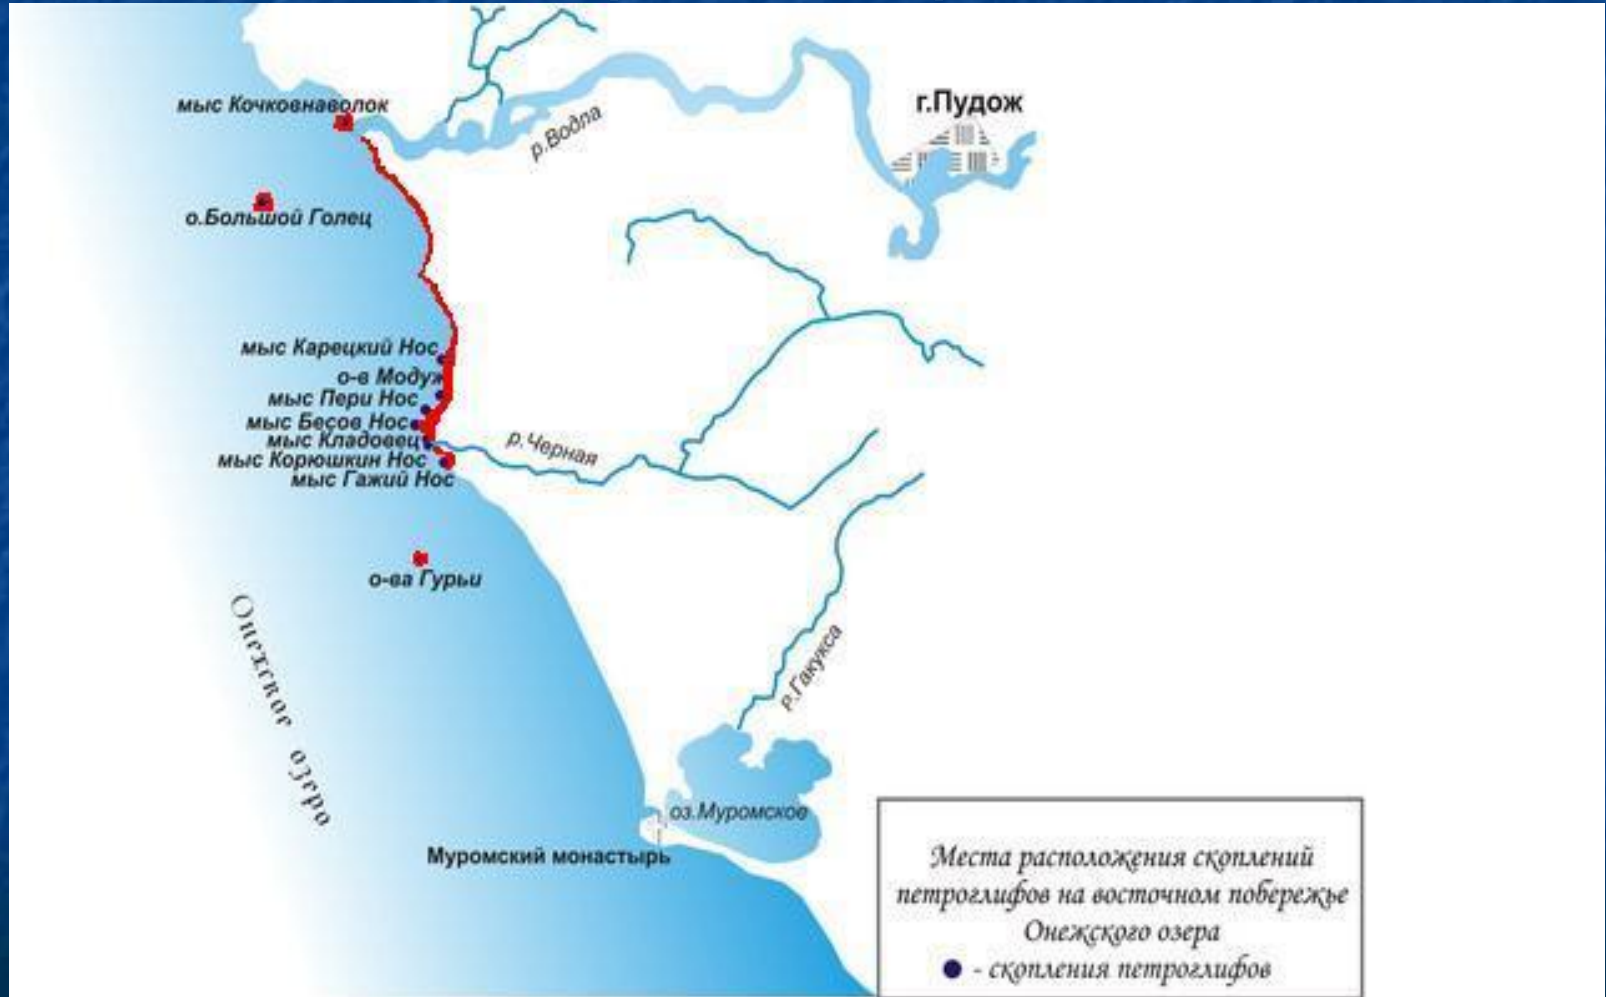 г.Пудож
мыс Кочковнаволок
р.Водла
о.Большой Голец
мыс Карецкий Нос
о-в Модуж
мыс Пери Нос
мыс Бесов Нос
мыс Кладовец
р.Черная
мыс Корюшкин Нос
мыс Гажий Нос
о-ва Гурьи
Онежское озеро
р.Гакукса
оз.Муромское
Муромский монастырь
Места расположения скоплений
петроглифов на восточном побережье
Онежского озера
- скопления петроглифов